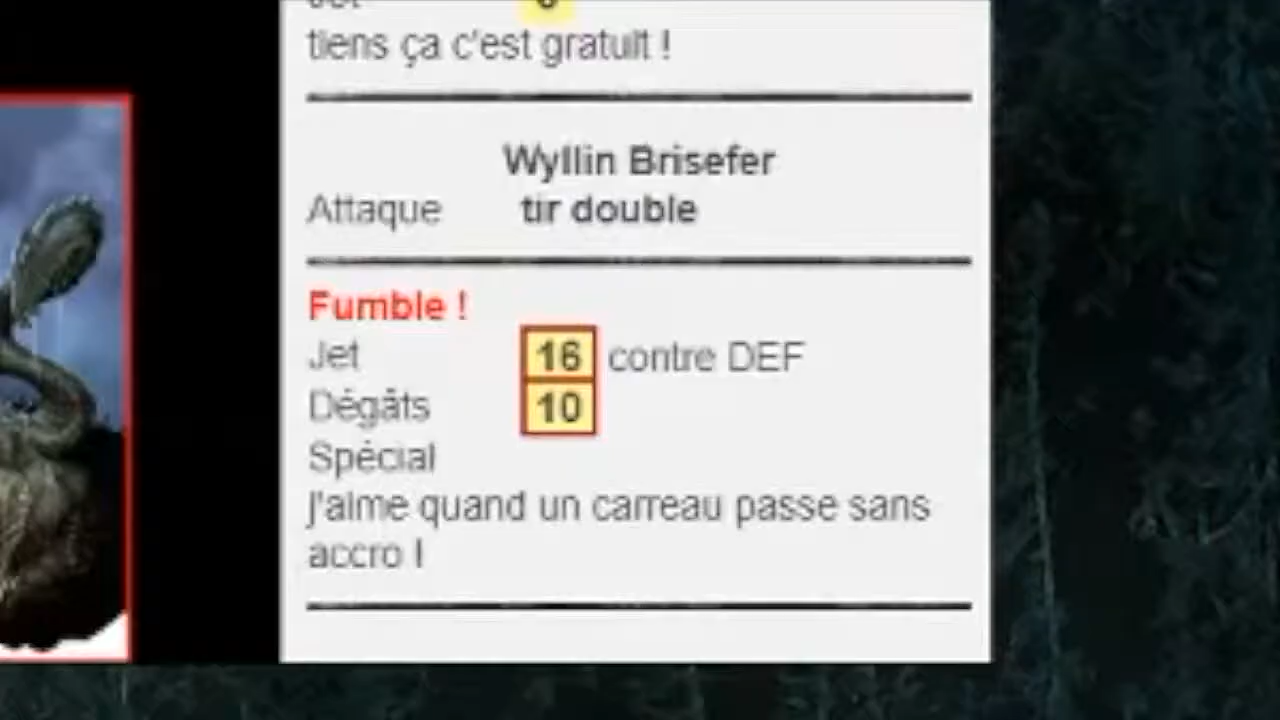 Jet
tiens ça c'est gratuit !
Wyllin Brisefer
Attaque tir double
Fumble !
Jet 16 contre DEF
Dégâts 10
Spécial
j'aime quand un carreau passe sans
accro !